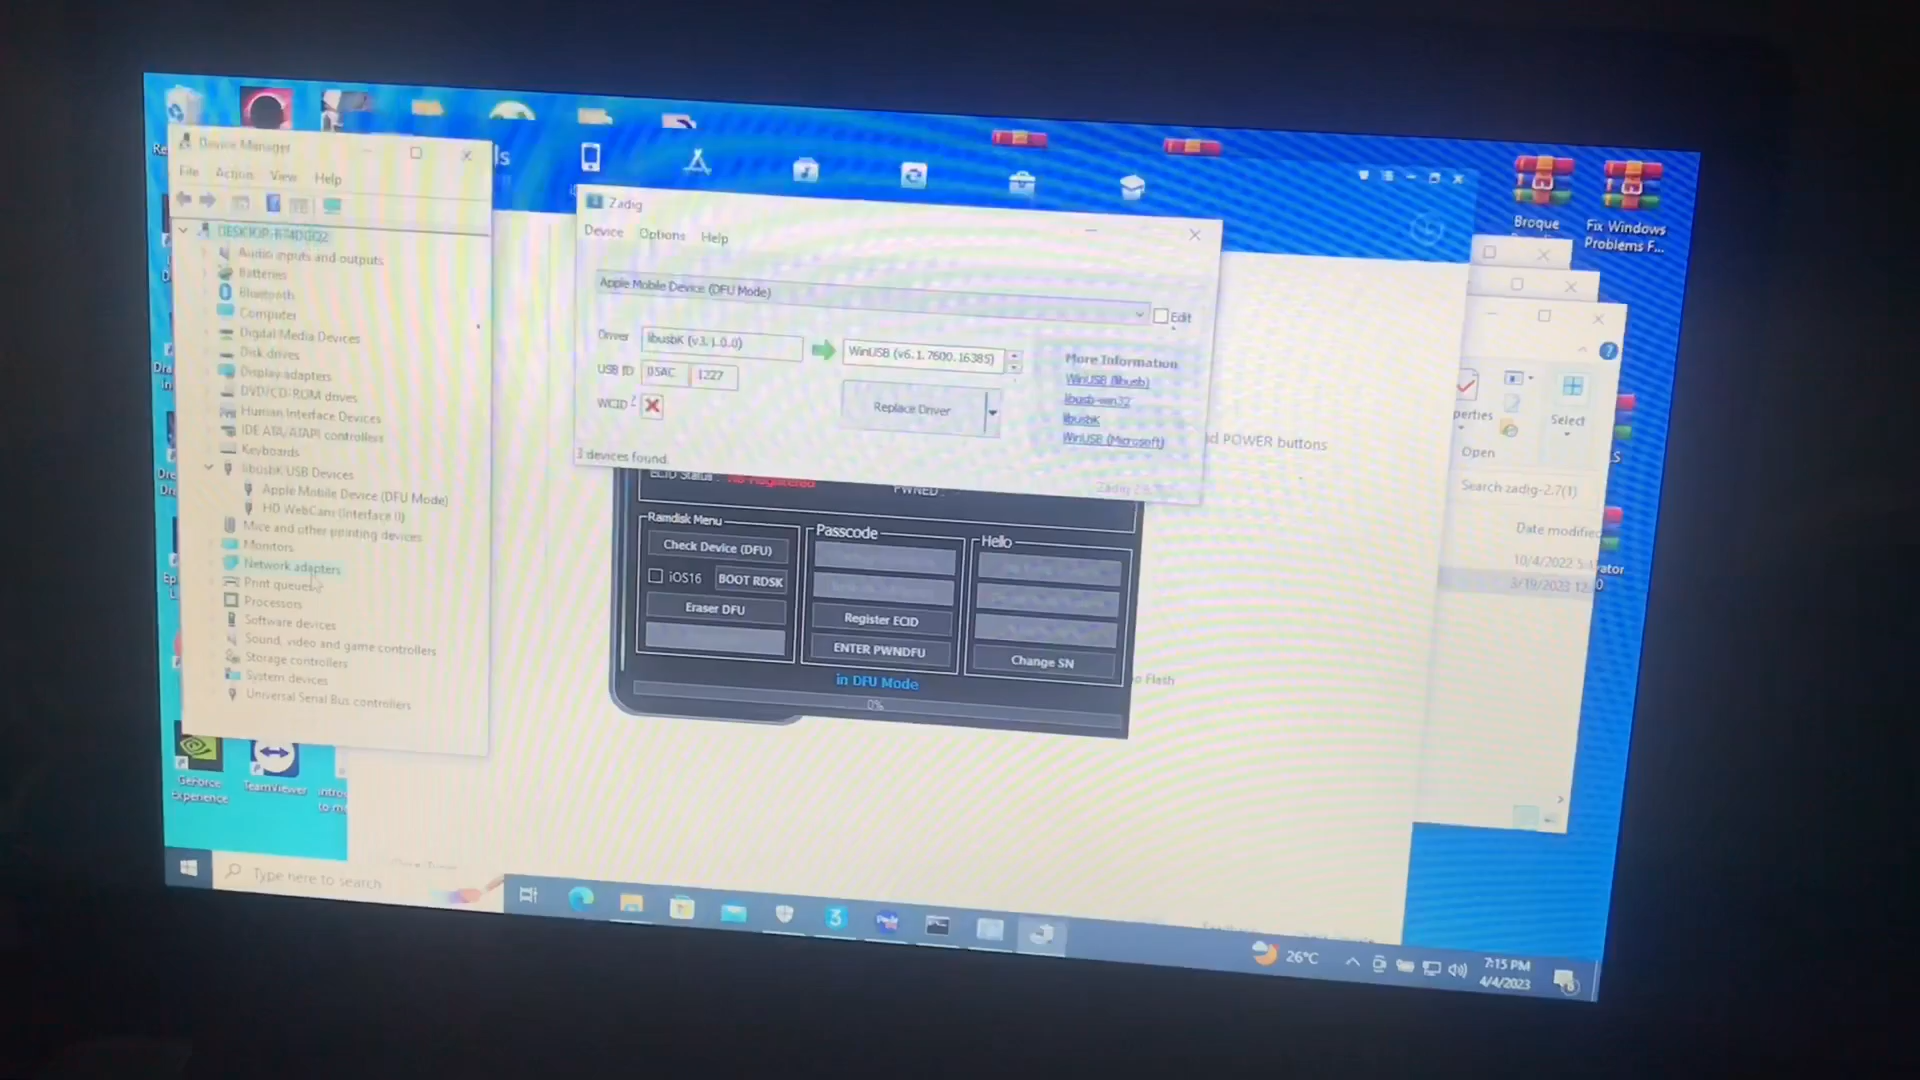 Device Manager
File Action View Help
DESKTOP-R74DGQ2
Audio inputs and outputs
Batteries
Bluetooth
Computer
Digital Media Devices
Disk drives
Display adapters
DVD/CD-ROM drives
Human Interface Devices
IDE ATA/ATAPI controllers
Keyboards
libusbK USB Devices
Apple Mobile Device (DFU Mode)
HD WebCam (Interface 0)
Mice and other pointing devices
Monitors
Network adapters
Print queues
Processors
Software devices
Sound, video and game controllers
Storage controllers
System devices
Universal Serial Bus controllers
Zadig
Device Options Help
Apple Mobile Device (DFU Mode)
Edit
Driver libusbK (v3.1.0.0) WinUSB (v6.1.7600.16385)
USB ID 05AC 1227
WCID ?
Replace Driver
More Information
WinUSB (libusb)
libusb-win32
libusbK
WinUSB (Microsoft)
3 devices found.
ECID Status :
PWNED :
Ramdisk Menu
Check Device (DFU)
iOS16 BOOT RDSK
Eraser DFU
Passcode
Register ECID
ENTER PWNDFU
Hello
Change SN
in DFU Mode
0%
POWER buttons
Flash
Broque
Fix Windows
Problems F...
Select
Open
Search zadig-2.7(1)
Date modified
GeForce
Experience
TeamViewer
Type here to search
26°C
7:15 PM
4/4/2023